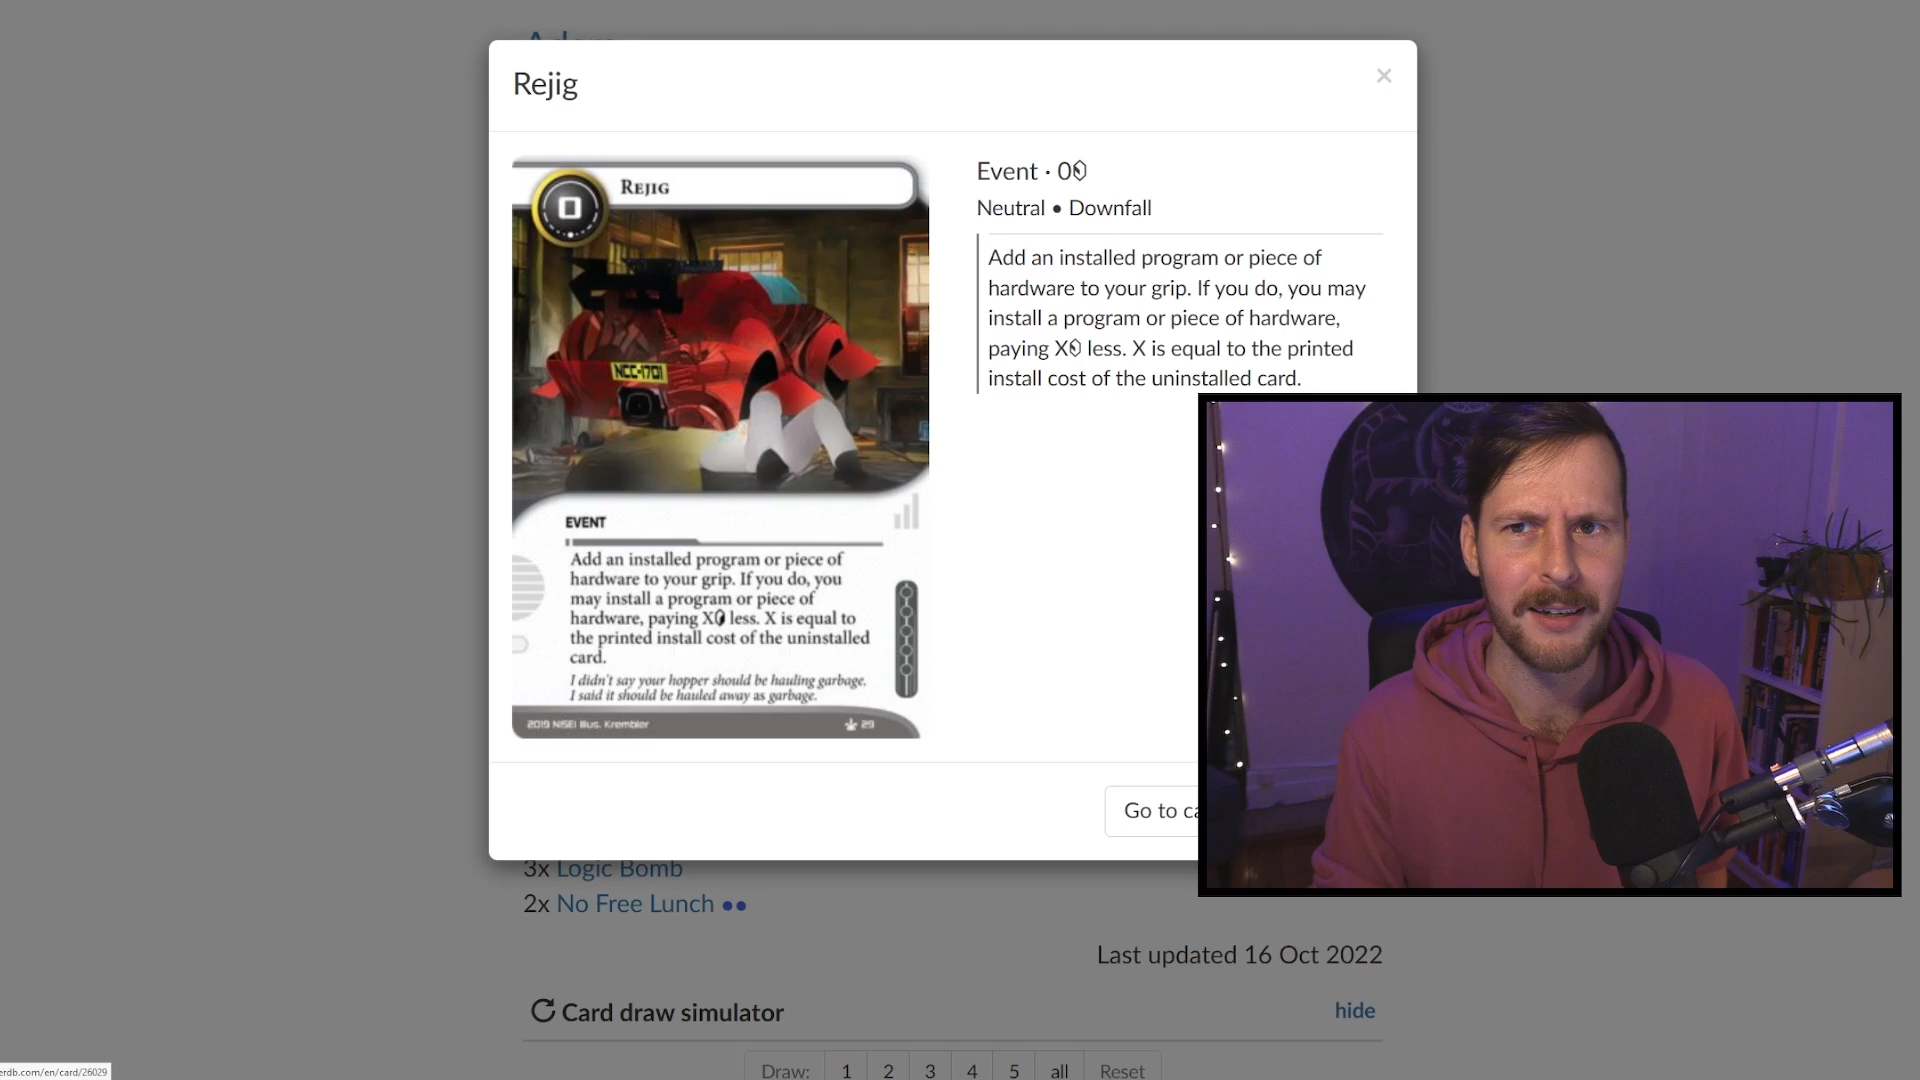 Rejig
×
0
REJIG
NCC-1701
EVENT
Add an installed program or piece of
hardware to your grip. If you do, you
may install a program or piece of
hardware, paying X less. X is equal to
the printed install cost of the uninstalled
card.
I didn't say your hopper should be hauling garbage.
I said it should be hauled away as garbage.
2019 NISEI Illus. Krembler
29
Event · 0
Neutral • Downfall
Add an installed program or piece of
hardware to your grip. If you do, you may
install a program or piece of hardware,
paying X less. X is equal to the printed
install cost of the uninstalled card.
Go to
3x Logic Bomb
2x No Free Lunch ••
Last updated 16 Oct 2022
Card draw simulator
hide
Draw: 1 2 3 4 5 all Reset
erdb.com/en/card/26029